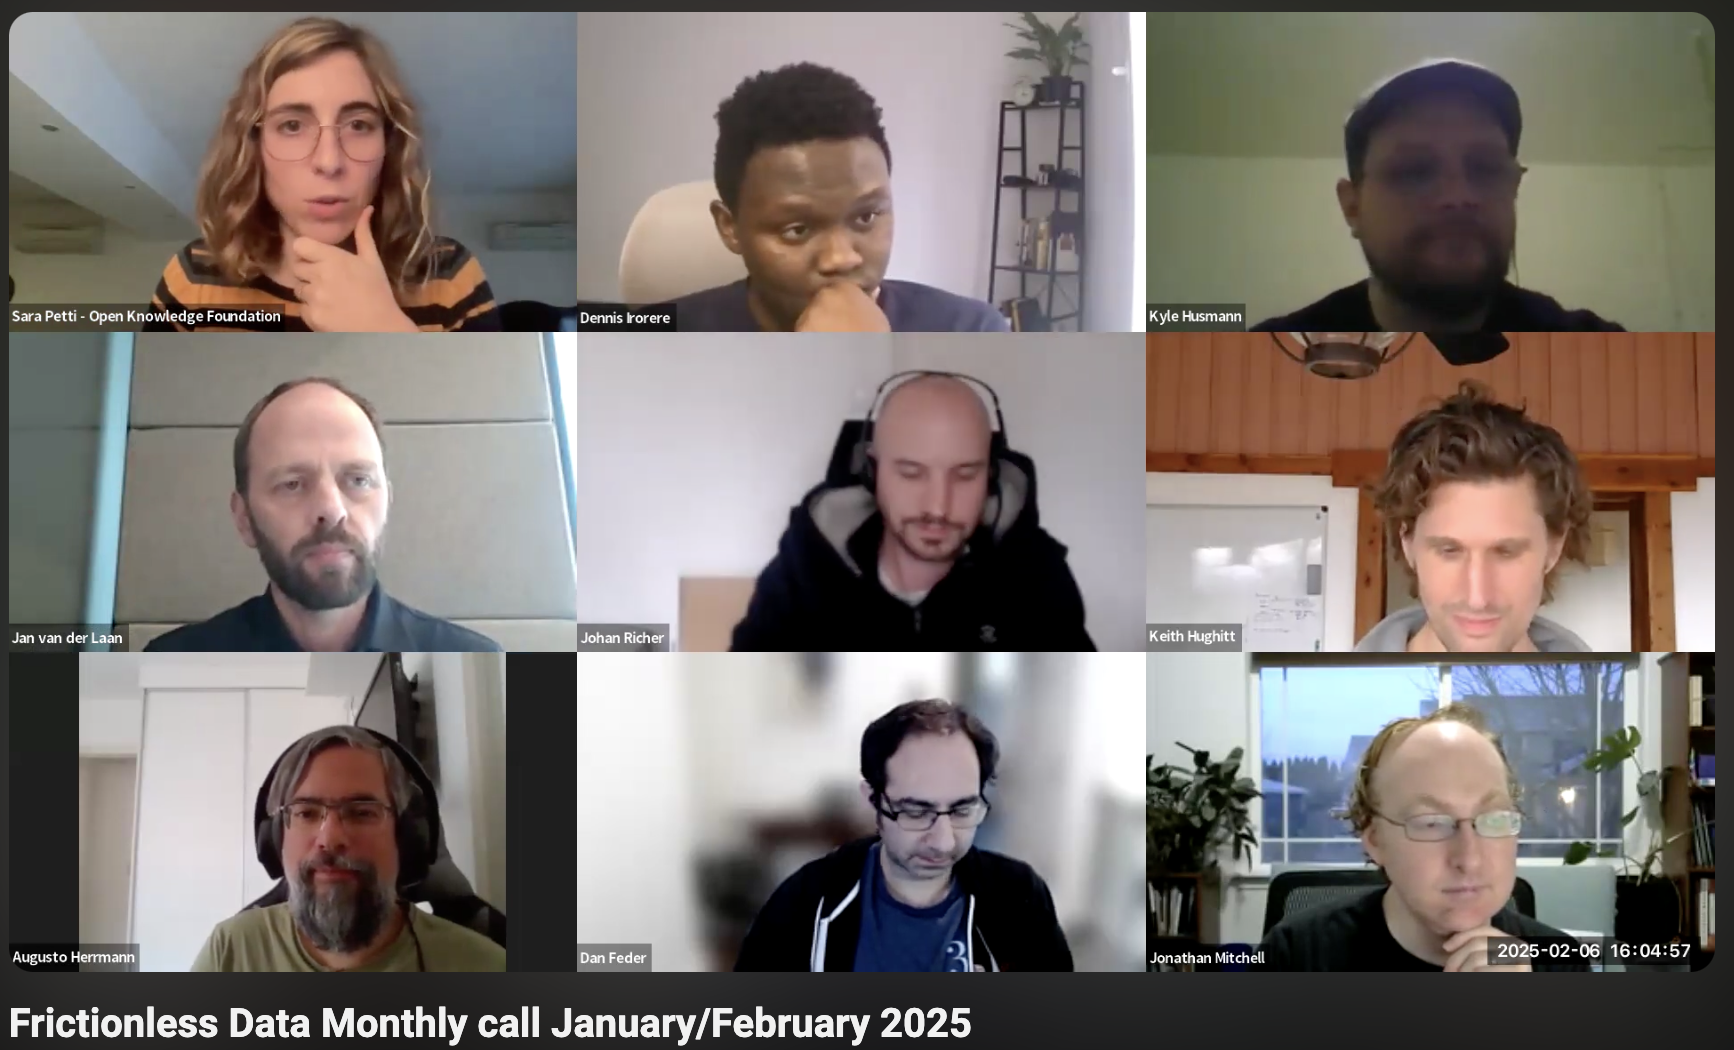 Sara Petti - Open Knowledge Foundation
Dennis Irorere
Kyle Husmann
Jan van der Laan
Johan Richer
Keith Hughitt
Augusto Herrmann
Dan Feder
3
Jonathan Mitchell
2025-02-06 16:04:57
Frictionless Data Monthly call January/February 2025